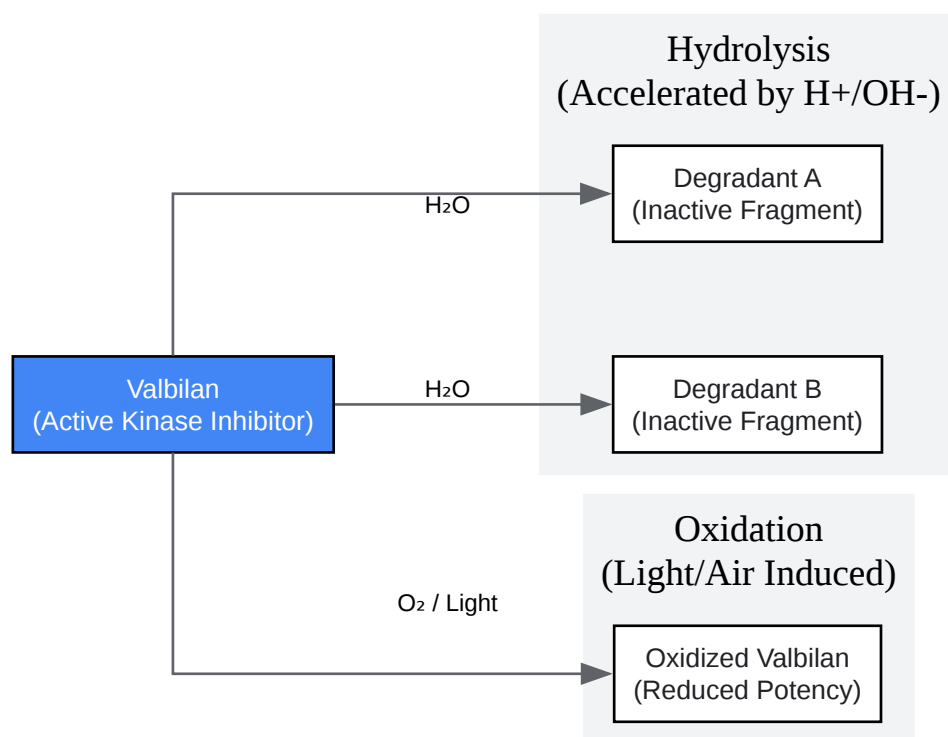 Hydrolysis
(Accelerated by H+/OH-)
Degradant A
(Inactive Fragment)
H₂O
Valbilan
(Active Kinase Inhibitor)
H₂O
Degradant B
(Inactive Fragment)
Oxidation
(Light/Air Induced)
O₂ / Light
Oxidized Valbilan
(Reduced Potency)